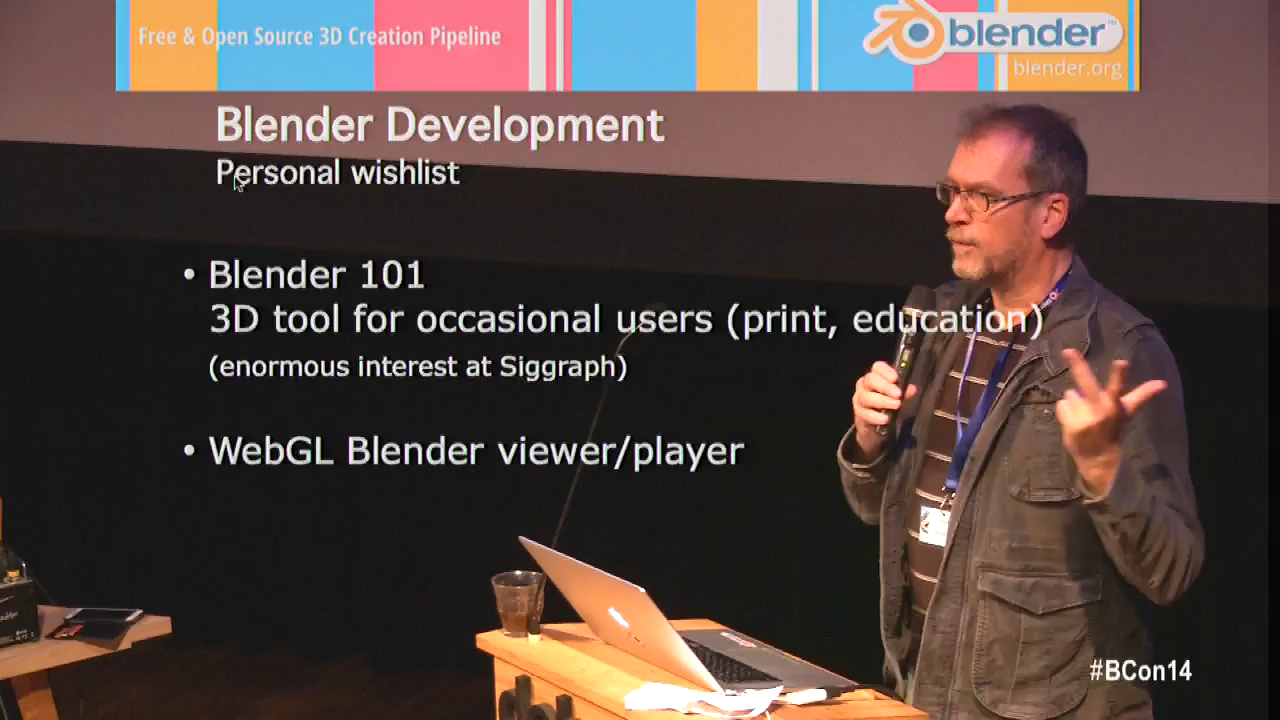 Free & Open Source 3D Creation Pipeline
blender™
blender.org
Blender Development
Personal wishlist
• Blender 101
3D tool for occasional users (print, education)
(enormous interest at Siggraph)
• WebGL Blender viewer/player
#BCon14